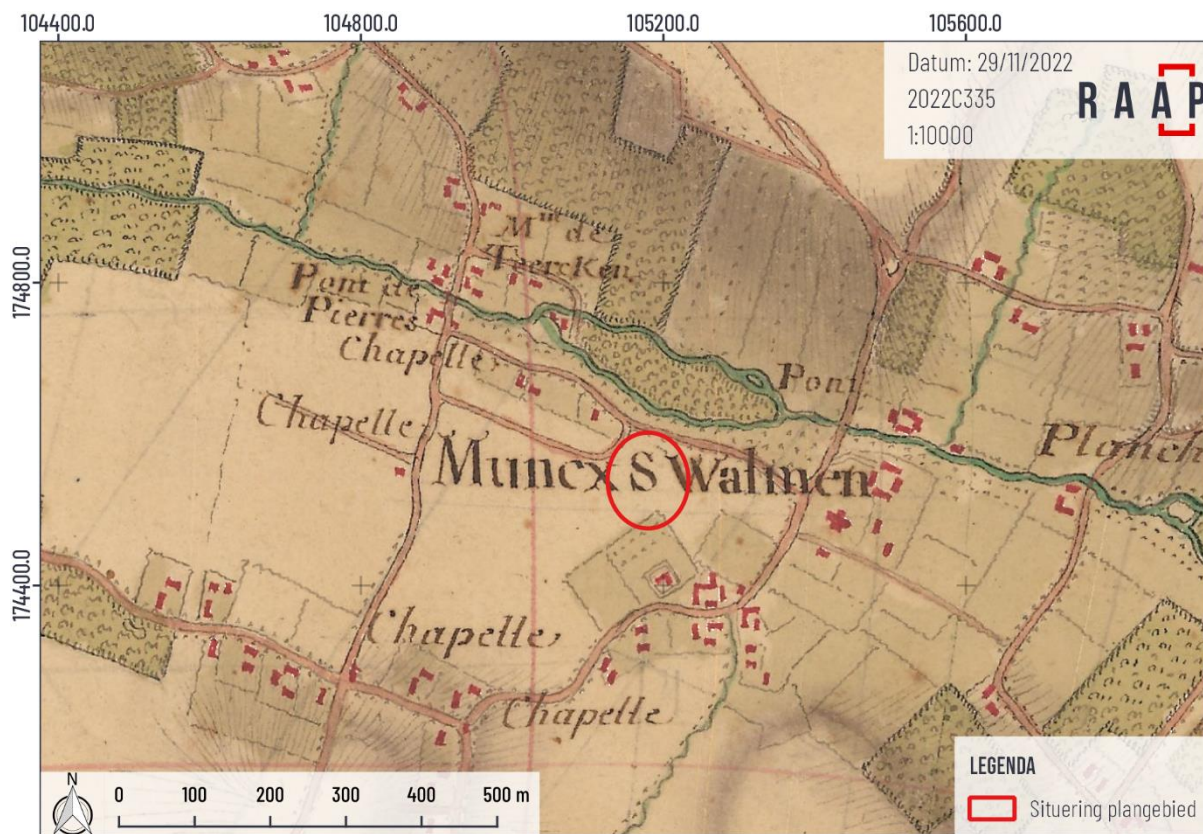 104400.0 104800.0 105200.0 105600.0
Datum: 29/11/2022
2022C335
1:10000
RAAP
174800.0
174400.0
Mⁱⁿ de
Pont de
Pierres
Chapelle
Pont
Chapelle
Planch
Munex S Walmen
Chapelle
Chapelle
N
0 100 200 300 400 500 m
LEGENDA
Situering plangebied